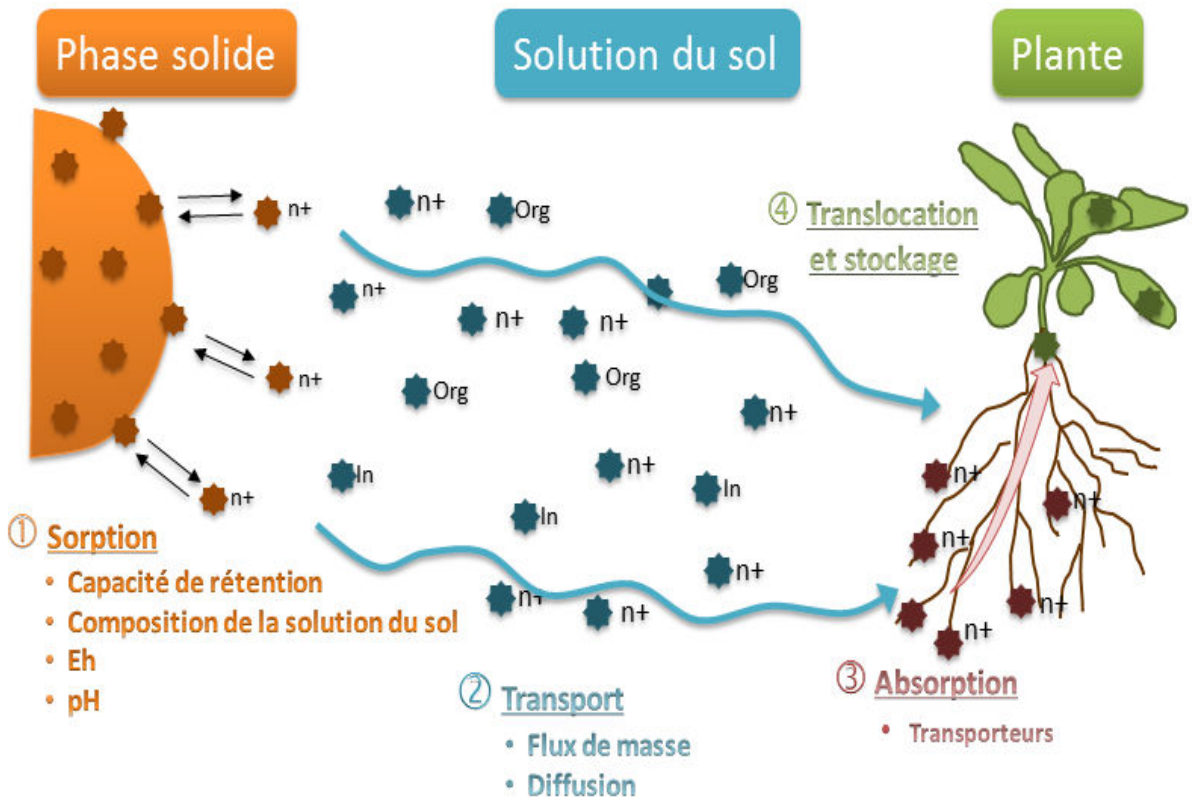 Phase solide
Solution du sol
Plante
n+
n+
Org
④ Translocation
et stockage
n+
Org
n+
n+
n+
Org
Org
n+
n+
In
n+
In
n+
n+
In
n+
n+
n+
n+
n+
n+
n+
① Sorption
• Capacité de rétention
• Composition de la solution du sol
• Eh
• pH
② Transport
• Flux de masse
• Diffusion
③ Absorption
• Transporteurs